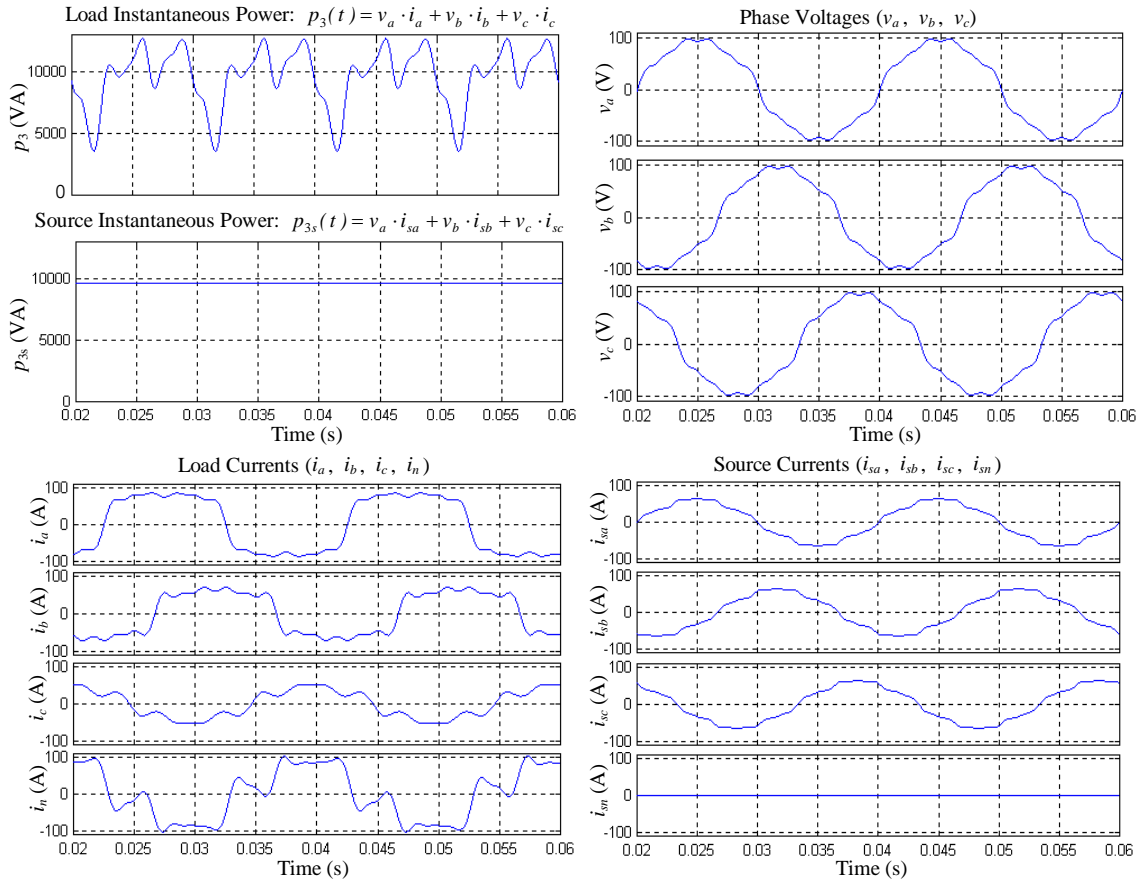 Load Instantaneous Power: p3(t) = va · ia + vb · ib + vc · ic
p3 (VA)
10000
5000
0
Source Instantaneous Power: p3s(t) = va · isa + vb · isb + vc · isc
p3s (VA)
10000
5000
0
0.02 0.025 0.03 0.035 0.04 0.045 0.05 0.055 0.06
Time (s)
Phase Voltages (va, vb, vc)
va (V)
100
0
-100
vb (V)
100
0
-100
vc (V)
100
0
-100
0.02 0.025 0.03 0.035 0.04 0.045 0.05 0.055 0.06
Time (s)
Load Currents (ia, ib, ic, in)
ia (A)
100
0
-100
ib (A)
100
0
-100
ic (A)
100
0
-100
in (A)
100
0
-100
0.02 0.025 0.03 0.035 0.04 0.045 0.05 0.055 0.06
Time (s)
Source Currents (isa, isb, isc, isn)
isa (A)
100
0
-100
isb (A)
100
0
-100
isc (A)
100
0
-100
isn (A)
100
0
-100
0.02 0.025 0.03 0.035 0.04 0.045 0.05 0.055 0.06
Time (s)